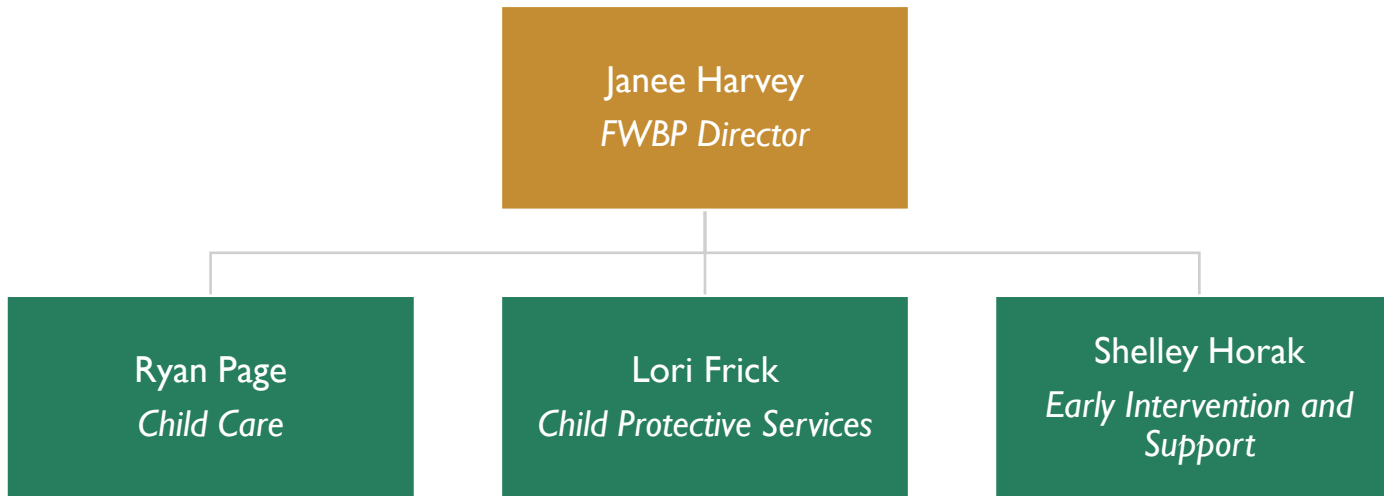 Janee Harvey
FWBP Director
Ryan Page
Child Care
Lori Frick
Child Protective Services
Shelley Horak
Early Intervention and
Support